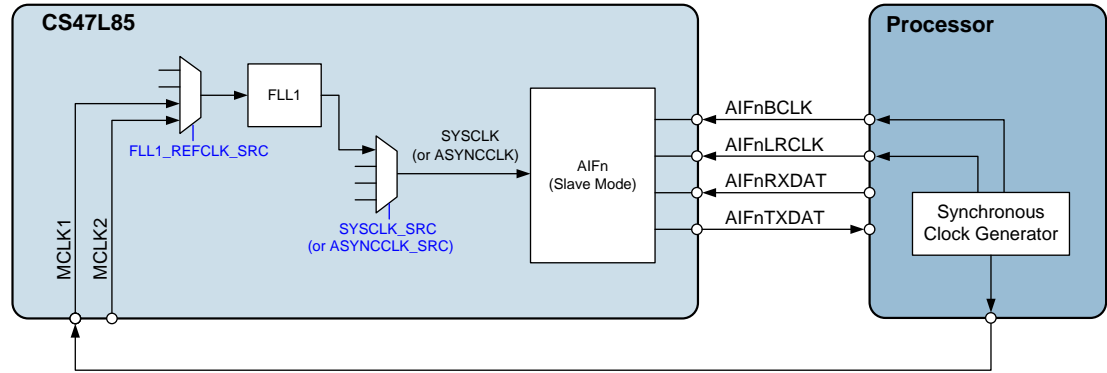 CS47L85
Processor
FLL1
FLL1_REFCLK_SRC
SYSCLK
(or ASYNCCLK)
SYSCLK_SRC
(or ASYNCCLK_SRC)
MCLK1
MCLK2
AIFn
(Slave Mode)
AIFnBCLK
AIFnLRCLK
AIFnRXDAT
AIFnTXDAT
Synchronous
Clock Generator